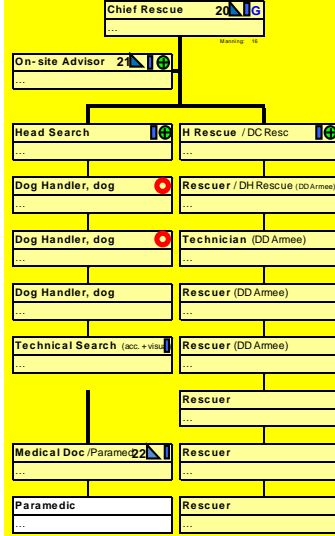 Chief Rescue 20 G
...
Manning: 16
On-site Advisor 21
...
Head Search
...
H Rescue / DC Resc
...
Dog Handler, dog
...
Rescuer / DH Rescue (DD Armee)
...
Dog Handler, dog
...
Technician (DD Armee)
...
Dog Handler, dog
...
Rescuer (DD Armee)
...
Technical Search (acc. + visua
...
Rescuer (DD Armee)
...
Rescuer
...
Medical Doc /Paramed 22
...
Rescuer
...
Paramedic
...
Rescuer
...